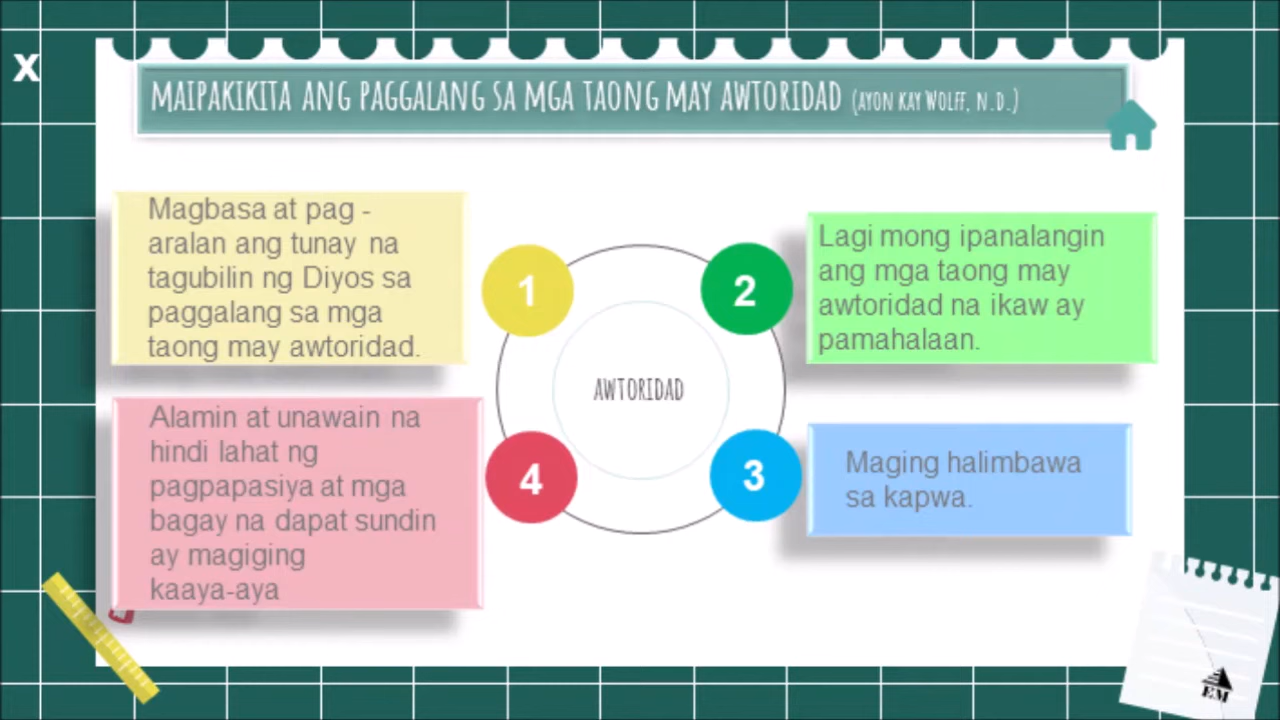 X
MAIPAKIKITA ANG PAGGALANG SA MGA TAONG MAY AWTORIDAD (AYON KAY WOLFF, N.D.)
1
Magbasa at pag -
aralan ang tunay na
tagubilin ng Diyos sa
paggalang sa mga
taong may awtoridad.
2
Lagi mong ipanalangin
ang mga taong may
awtoridad na ikaw ay
pamahalaan.
AWTORIDAD
3
Maging halimbawa
sa kapwa.
4
Alamin at unawain na
hindi lahat ng
pagpapasiya at mga
bagay na dapat sundin
ay magiging
kaaya-aya
EM